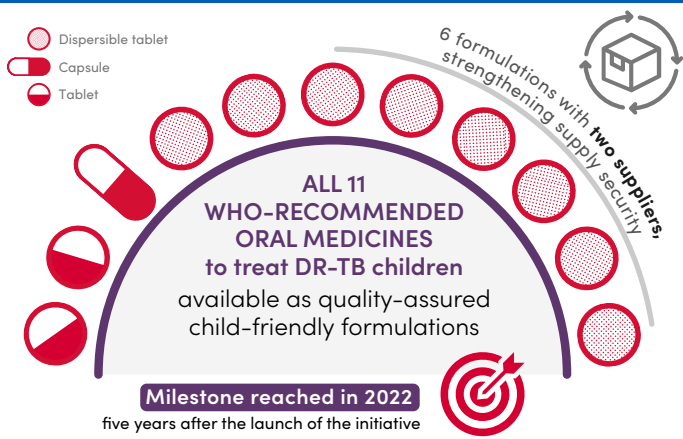 Dispersible tablet
Capsule
Tablet
6 formulations with two suppliers,
strengthening supply security
ALL 11
WHO-RECOMMENDED
ORAL MEDICINES
to treat DR-TB children
available as quality-assured
child-friendly formulations
Milestone reached in 2022
five years after the launch of the initiative